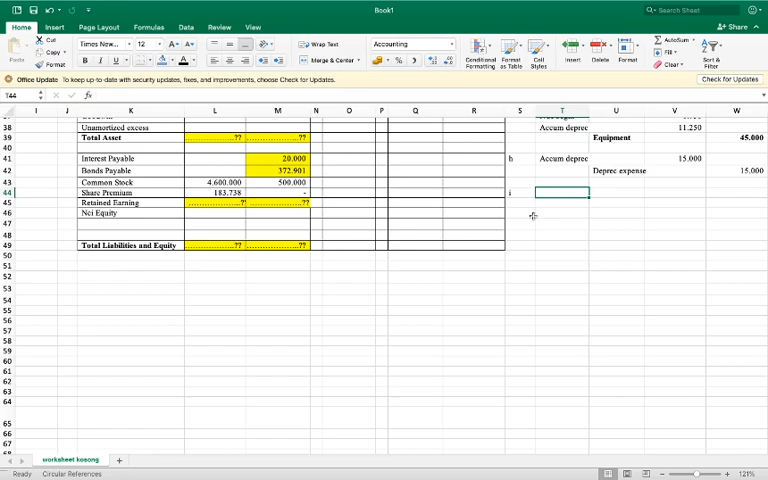 Book1
Search Sheet
Home Insert Page Layout Formulas Data Review View
Share
Cut
Copy
Format
Paste
Times New... 12
Wrap Text
Merge & Center
Accounting
Conditional Formatting
Format as Table
Cell Styles
Insert
Delete
Format
AutoSum
Fill
Clear
Sort & Filter
Office Update To keep up-to-date with security updates, fixes, and improvements, choose Check for Updates.
Check for Updates
T44 fx
I J K L M N O P Q R S T U V W
38 Unamortized excess ..................?? ..................?? Accum deprec 11.250
39 Total Asset Equipment 45.000
40
41 Interest Payable 20.000 h Accum deprec 15.000
42 Bonds Payable 372.901 Deprec expense 15.000
43 Common Stock 4.600.000 500.000
44 Share Premium 183.738 - i
45 Retained Earning ..................? ..................??
46 Nci Equity
47
48
49 Total Liabilities and Equity ..................?? ..................??
50
51
52
53
54
55
56
57
58
59
60
61
62
63
64
65
66
67
worksheet kosong
Ready Circular References
121%